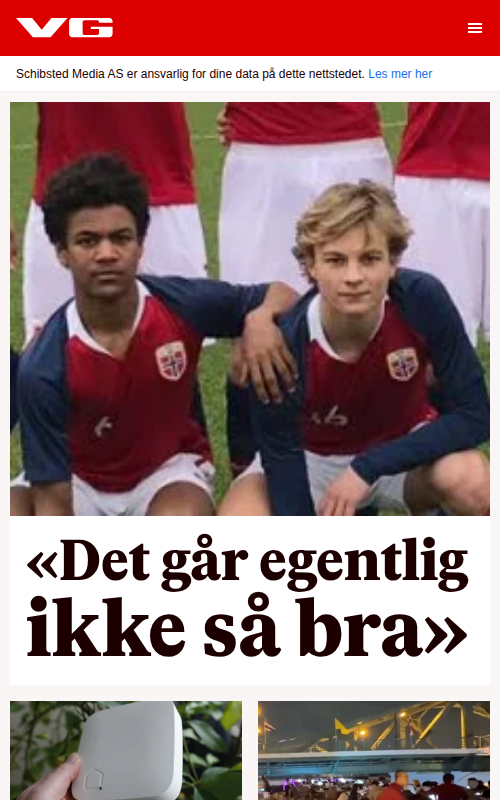 VG
Schibsted Media AS er ansvarlig for dine data på dette nettstedet. Les mer her
«Det går egentlig
ikke så bra»